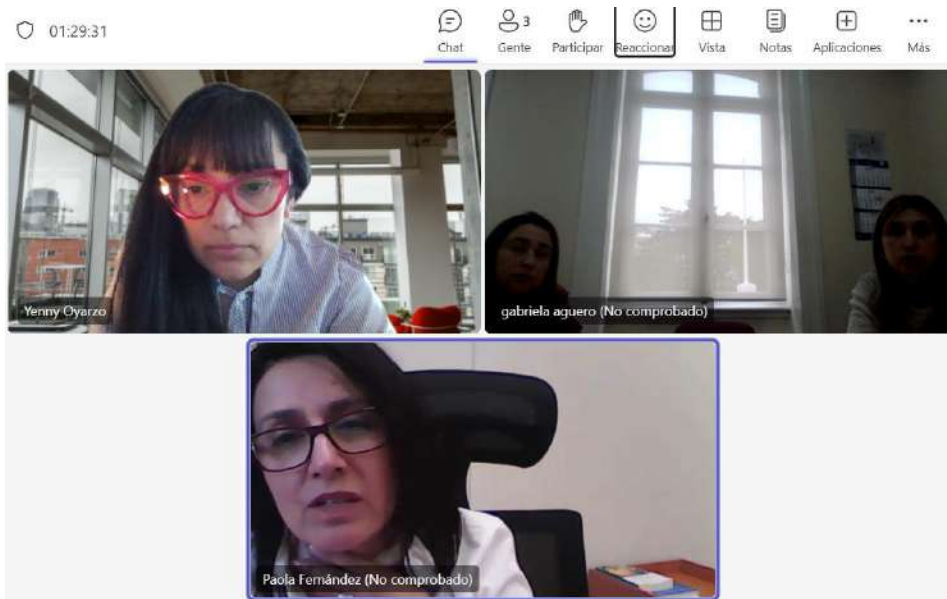 01:29:31
3
Chat
Gente
Participar
Reaccionar
Vista
Notas
Aplicaciones
Más
Yenny Oyarzo
gabriela aguero (No comprobado)
Paola Fernández (No comprobado)